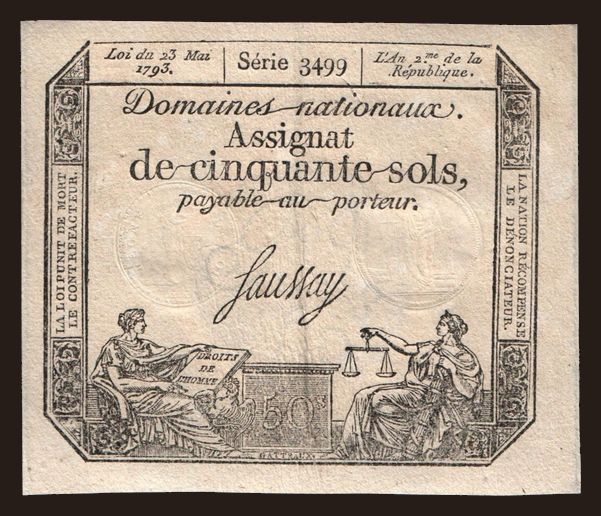 Loi du 23 Mai
1793.
Série 3499
L'An 2.me de la
République.
Domaines nationaux.
Assignat
de cinquante sols,
payable au porteur.
Saussay
LA LOI PUNIT DE MORT
LE CONTREFACTEUR.
LA NATION RÉCOMPENSE
LE DÉNONCIATEUR.
DROITS
DE
L'HOMME
50s
GATTEAUX